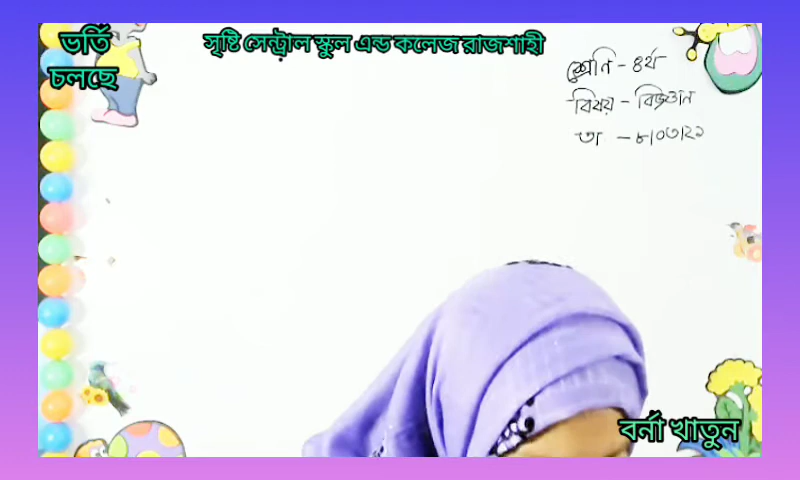 ভর্তি
চলছে
সৃষ্টি সেন্ট্রাল স্কুল এন্ড কলেজ রাজশাহী
শ্রেনি - ৪র্থ
বিষয় - বিজ্ঞান
তা - ৮/০৩/২১
বর্না খাতুন